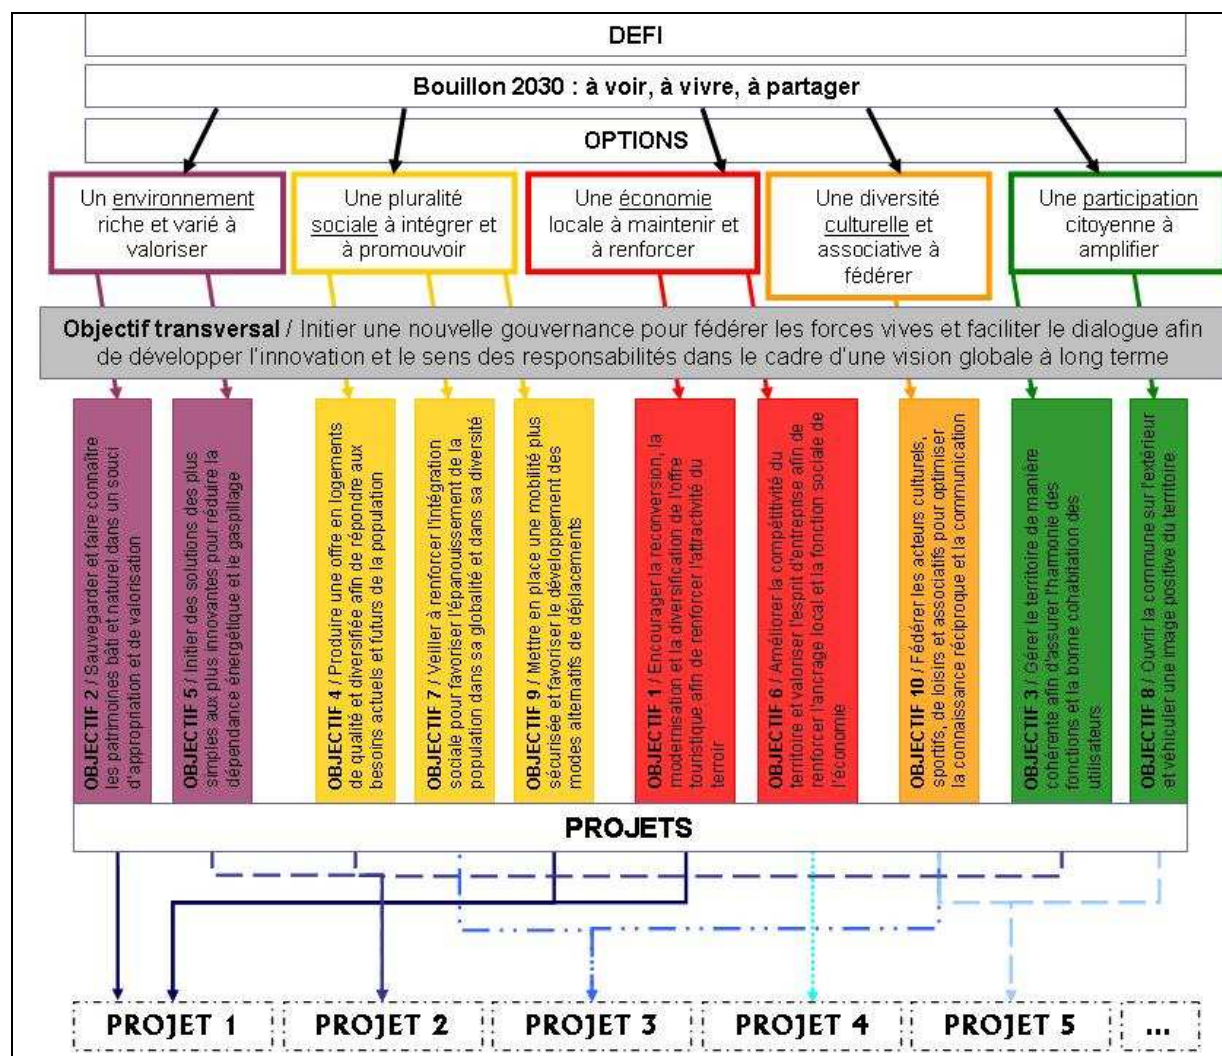 DEFI
Bouillon 2030 : à voir, à vivre, à partager
OPTIONS
Un environnement
riche et varié à
valoriser
Une pluralité
sociale à intégrer et
à promouvoir
Une économie
locale à maintenir et
à renforcer
Une diversité
culturelle et
associative à
fédérer
Une participation
citoyenne à
amplifier
Objectif transversal / Initier une nouvelle gouvernance pour fédérer les forces vives et faciliter le dialogue afin
de développer l'innovation et le sens des responsabilités dans le cadre d'une vision globale à long terme
OBJECTIF 2 / Sauvegarder et faire connaître
les patrimoines bâti et naturel dans un souci
d'appropriation et de valorisation
OBJECTIF 5 / Initier des solutions des plus
simples aux plus innovantes pour réduire la
dépendance énergétique et le gaspillage
OBJECTIF 4 / Produire une offre en logements
de qualité et diversifiée afin de répondre aux
besoins actuels et futurs de la population
OBJECTIF 7 / Veiller à renforcer l'intégration
sociale pour favoriser l'épanouissement de la
population dans sa globalité et dans sa diversité
OBJECTIF 9 / Mettre en place une mobilité plus
sécurisée et favoriser le développement des
modes alternatifs de déplacements
OBJECTIF 1 / Encourager la reconversion, la
modernisation et la diversification de l'offre
touristique afin de renforcer l'attractivité du
terroir
OBJECTIF 6 / Améliorer la compétitivité du
territoire et valoriser l'esprit d'entreprise afin de
renforcer l'ancrage local et la fonction sociale de
l'économie
OBJECTIF 10 / Fédérer les acteurs culturels,
sportifs, de loisirs et associatifs pour optimiser
la connaissance réciproque et la communication
OBJECTIF 3 / Gérer le territoire de manière
cohérente afin d'assurer l'harmonie des
fonctions et la bonne cohabitation des
utilisateurs
OBJECTIF 8 / Ouvrir la commune sur l'extérieur
et véhiculer une image positive du territoire.
PROJETS
PROJET 1
PROJET 2
PROJET 3
PROJET 4
PROJET 5
...